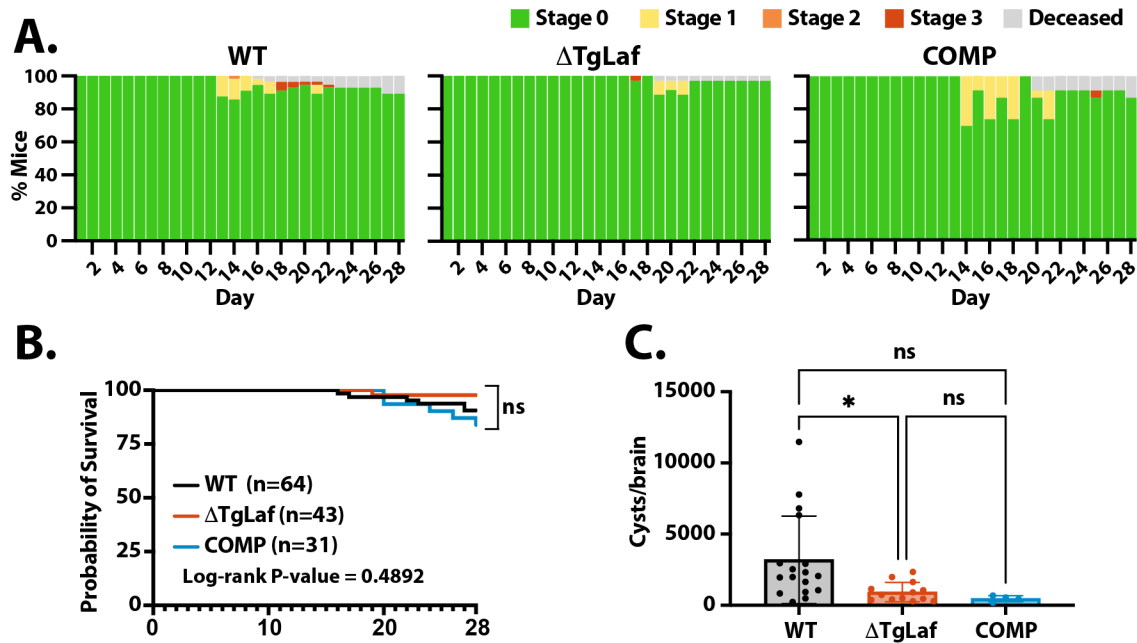 Stage 0 Stage 1 Stage 2 Stage 3 Deceased
A.
WT ΔTgLaf COMP
% Mice
100
80
60
40
20
0
2 4 6 8 10 12 14 16 18 20 22 24 26 28
2 4 6 8 10 12 14 16 18 20 22 24 26 28
2 4 6 8 10 12 14 16 18 20 22 24 26 28
Day Day Day
B.
Probability of Survival
100
75
50
25
0
ns
WT (n=64)
ΔTgLaf (n=43)
COMP (n=31)
Log-rank P-value = 0.4892
0 20 28
C.
Cysts/brain
15000
10000
5000
0
ns
* ns
WT ΔTgLaf COMP